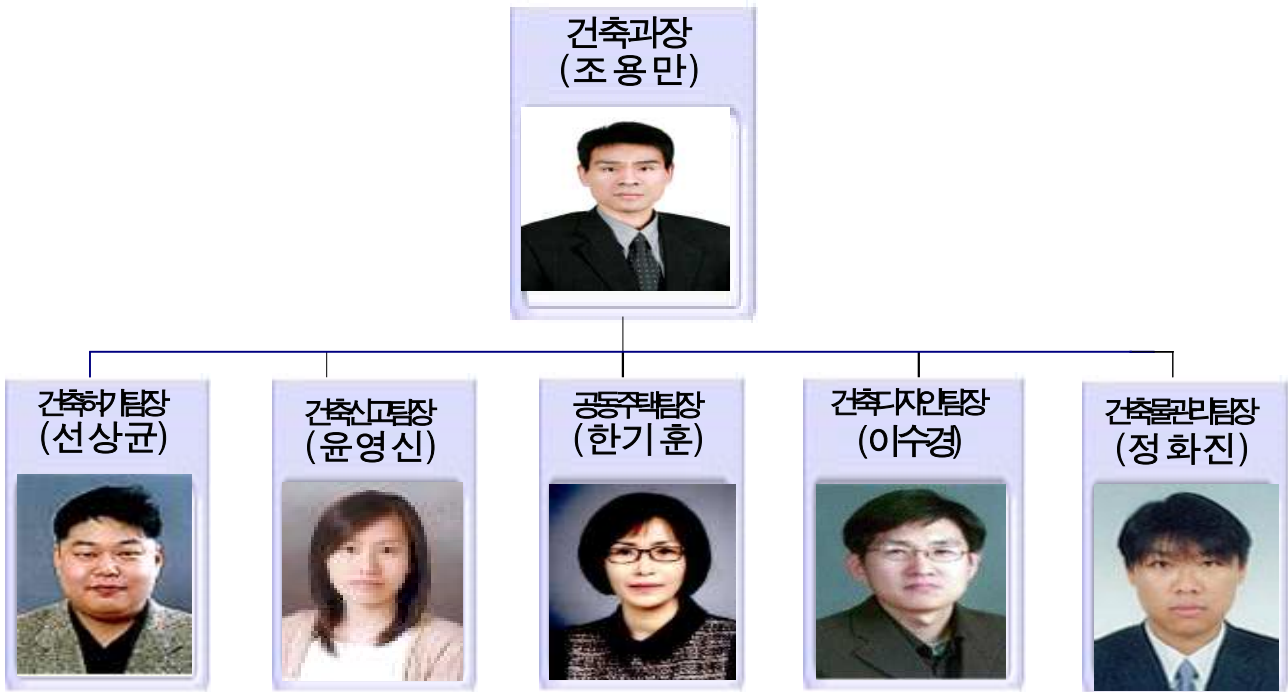 건축과장
(조용만)
건축허가팀장
(선상균)
건축신고팀장
(윤영신)
공동주택팀장
(한기훈)
건축디자인팀장
(이수경)
건축물관리팀장
(정화진)